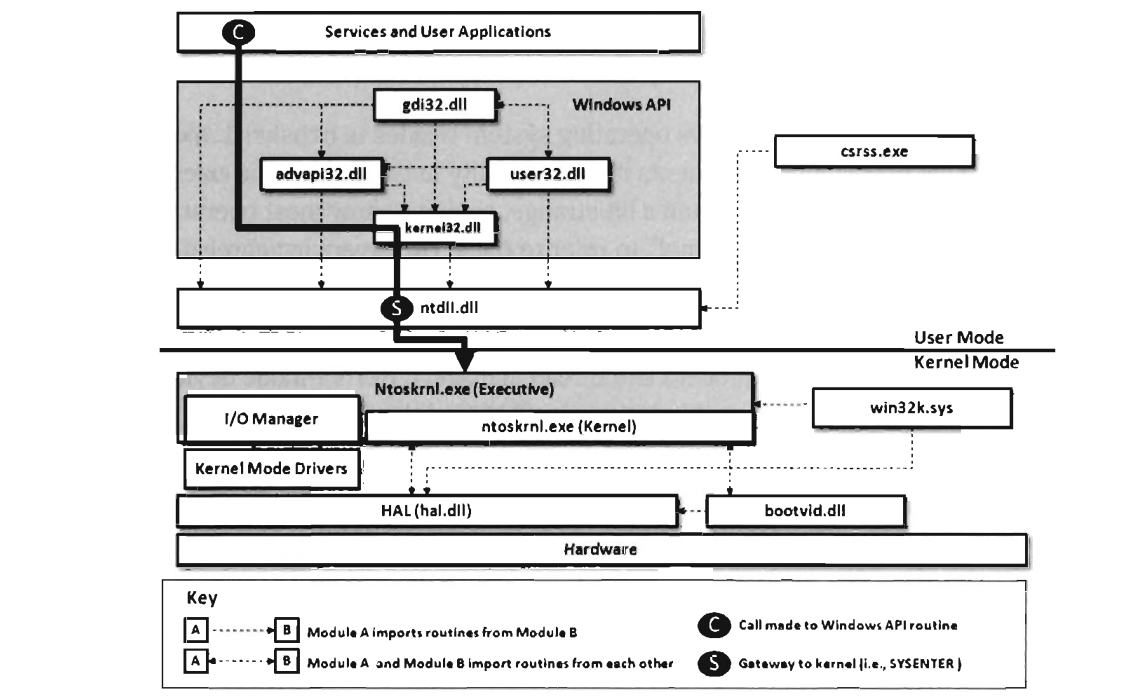 C
Services and User Applications
gdi32.dll
Windows API
csrss.exe
advapi32.dll
user32.dll
kernel32.dll
S
ntdll.dll
User Mode
Kernel Mode
Ntoskrnl.exe (Executive)
I/O Manager
win32k.sys
ntoskrnl.exe (Kernel)
Kernel Mode Drivers
HAL (hal.dll)
bootvid.dll
Hardware
Key
A B Module A imports routines from Module B
C Call made to Windows API routine
A B Module A and Module B import routines from each other
S Gateway to kernel (i.e., SYSENTER )